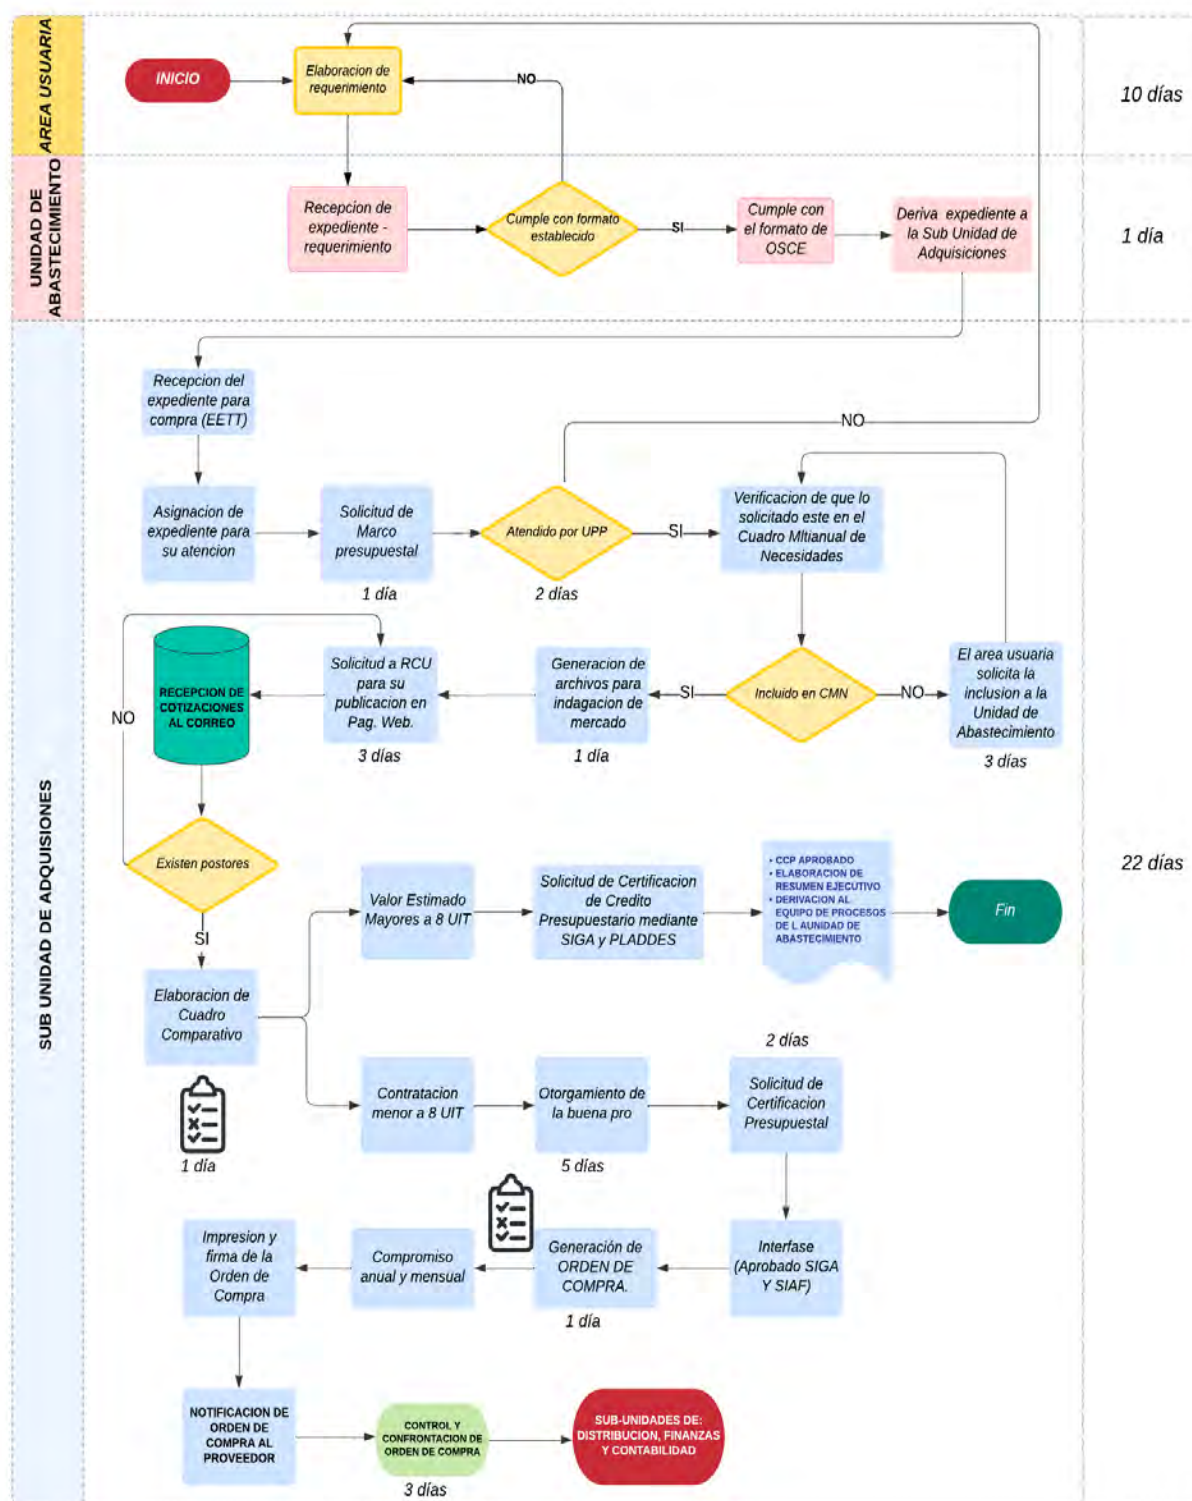 AREA USUARIA
INICIO
Elaboracion de
requerimiento
NO
10 días
UNIDAD DE
ABASTECIMIENTO
Recepcion de
expediente -
requerimiento
Cumple con formato
establecido
SI
Cumple con
el formato de
OSCE
Deriva expediente a
la Sub Unidad de
Adquisiciones
1 día
SUB UNIDAD DE ADQUISIONES
Recepcion del
expediente para
compra (EETT)
NO
Asignacion de
expediente para
su atencion
Solicitud de
Marco
presupuestal
1 día
Atendido por UPP
2 días
SI
Verificacion de que lo
solicitado este en el
Cuadro Mltianual de
Necesidades
Incluido en CMN
NO
El area usuaria
solicita la
inclusion a la
Unidad de
Abastecimiento
3 días
SI
Generacion de
archivos para
indagacion de
mercado
1 día
Solicitud a RCU
para su
publicacion en
Pag. Web.
3 días
RECEPCION DE
COTIZACIONES
AL CORREO
NO
Existen postores
SI
22 días
Valor Estimado
Mayores a 8 UIT
Solicitud de Certificacion
de Credito
Presupuestario mediante
SIGA y PLADDES
• CCP APROBADO
• ELABORACION DE
RESUMEN EJECUTIVO
• DERIVACION AL
EQUIPO DE PROCESOS
DE L AUNIDAD DE
ABASTECIMIENTO
Fin
Elaboracion de
Cuadro
Comparativo
1 día
Contratacion
menor a 8 UIT
Otorgamiento de
la buena pro
5 días
2 días
Solicitud de
Certificacion
Presupuestal
Interfase
(Aprobado SIGA
Y SIAF)
Generación de
ORDEN DE
COMPRA.
1 día
Compromiso
anual y mensual
Impresion y
firma de la
Orden de
Compra
NOTIFICACION DE
ORDEN DE
COMPRA AL
PROVEEDOR
CONTROL Y
CONFRONTACION DE
ORDEN DE COMPRA
3 días
SUB-UNIDADES DE:
DISTRIBUCION, FINANZAS
Y CONTABILIDAD